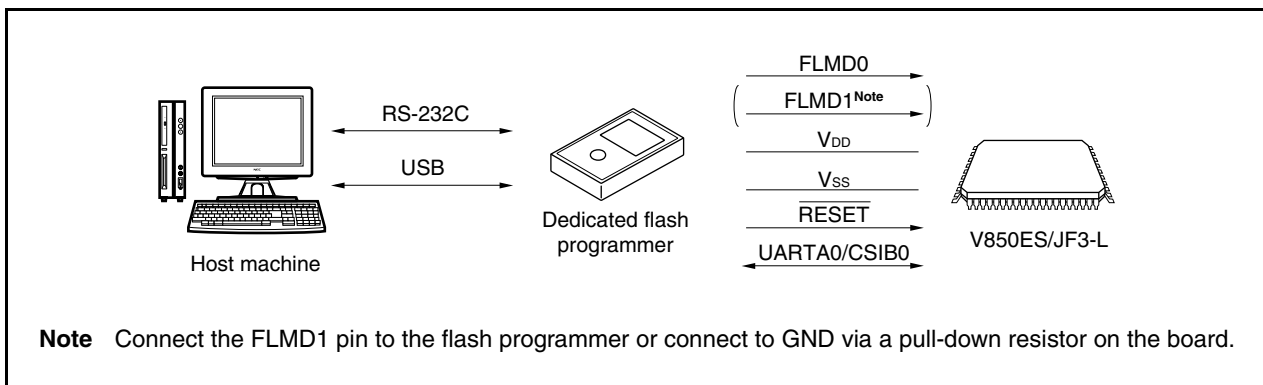 FLMD0
FLMD1Note
RS-232C
VDD
USB
VSS
RESET
Dedicated flash
programmer
UARTA0/CSIB0
V850ES/JF3-L
Host machine
Note Connect the FLMD1 pin to the flash programmer or connect to GND via a pull-down resistor on the board.